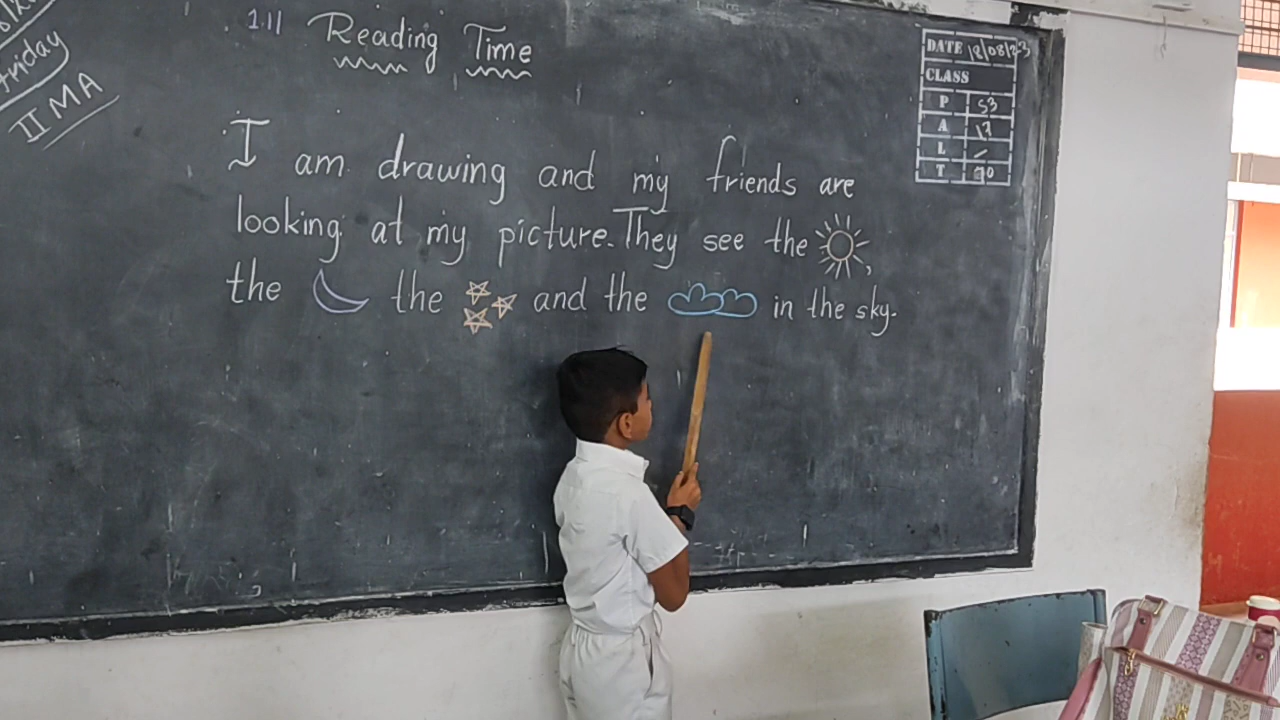 Friday
II MA
1.11 Reading Time
I am drawing and my friends are
looking at my picture. They see the ,
the the and the in the sky.
DATE 18/08/23
CLASS
P 53
A 17
L -
T 70